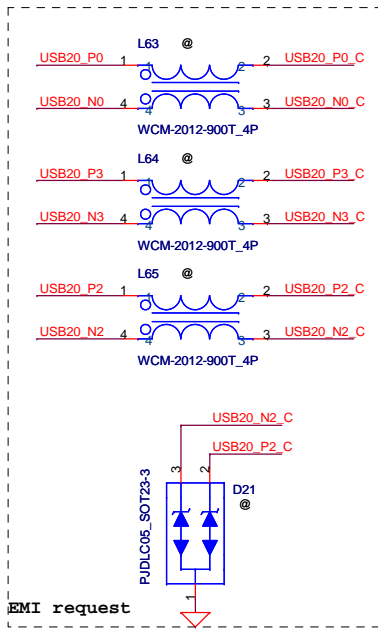 L63 @
USB20_P0 1 1 2 2 USB20_P0_C
USB20_N0 4 4 3 3 USB20_N0_C
WCM-2012-900T_4P
L64 @
USB20_P3 1 1 2 2 USB20_P3_C
USB20_N3 4 4 3 3 USB20_N3_C
WCM-2012-900T_4P
L65 @
USB20_P2 1 1 2 2 USB20_P2_C
USB20_N2 4 4 3 3 USB20_N2_C
WCM-2012-900T_4P
USB20_N2_C
USB20_P2_C
3 2
D21
@
PJDLC05_SOT23-3
1
EMI request